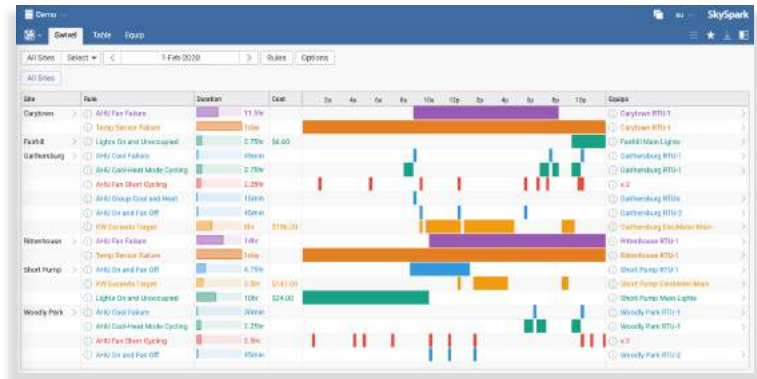 Demo
su
SkySpark
Swivel Table Equip
All Sites Select < 1-Feb-2020 > Rules Options
All Sites
Site Rule Duration Cost 2a 4a 6a 8a 10a 12p 2p 4p 6p 8p 10p Equips
Carytown AHU Fan Failure 11.5hr Carytown RTU-1
Temp Sensor Failure 1day Carytown RTU-1
Fairhill Lights On and Unoccupied 2.75hr $6.60 Fairhill Main Lights
Gaithersburg AHU Cool Failure 45min Gaithersburg RTU-1
AHU Cool-Heat Mode Cycling 2.75hr Gaithersburg RTU-1
AHU Fan Short Cycling 2.25hr x 2
AHU Group Cool and Heat 15min Gaithersburg RTUs
AHU On and Fan Off 45min Gaithersburg RTU-2
KW Exceeds Target Gaithersburg ElecMeter-Main
Rittenhouse AHU Fan Failure 14hr Rittenhouse RTU-1
Temp Sensor Failure 1day Rittenhouse RTU-1
Short Pump AHU On and Fan Off 4.75hr Short Pump RTU-1
KW Exceeds Target Short Pump ElecMeter-Main
Lights On and Unoccupied 10hr $24.00 Short Pump Main Lights
Woodly Park AHU Cool Failure 30min Woodly Park RTU-1
AHU Cool-Heat Mode Cycling 2.25hr Woodly Park RTU-1
AHU Fan Short Cycling x 2
AHU On and Fan Off 45min Woodly Park RTU-2